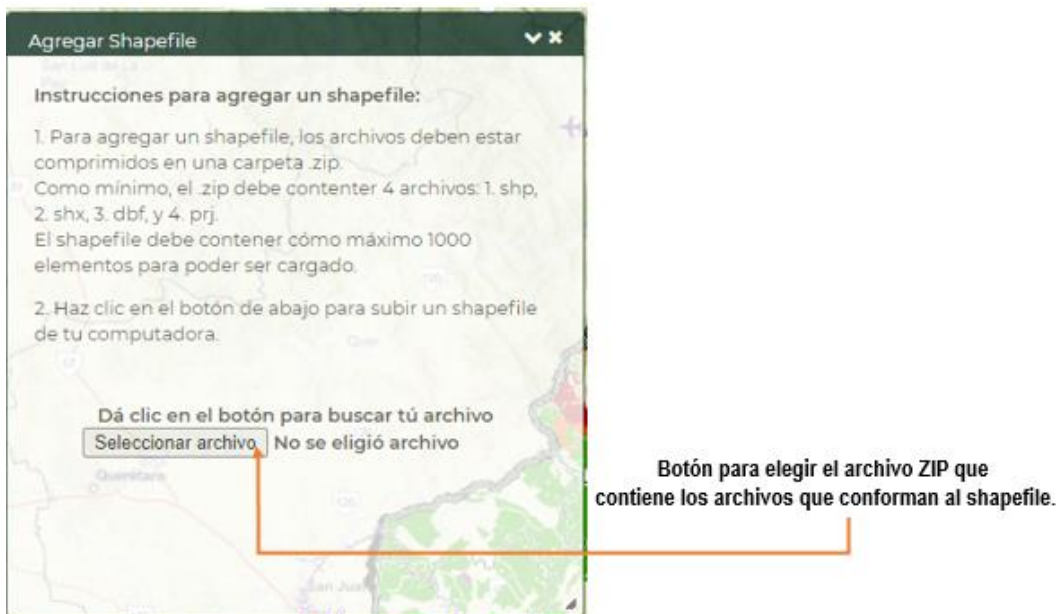 Agregar Shapefile
Instrucciones para agregar un shapefile:
1. Para agregar un shapefile, los archivos deben estar
comprimidos en una carpeta .zip.
Como mínimo, el .zip debe contenter 4 archivos: 1. shp,
2. shx, 3. dbf, y 4. prj.
El shapefile debe contener cómo máximo 1000
elementos para poder ser cargado.
2. Haz clic en el botón de abajo para subir un shapefile
de tu computadora.
Dá clic en el botón para buscar tú archivo
Seleccionar archivo No se eligió archivo
Botón para elegir el archivo ZIP que
contiene los archivos que conforman al shapefile.
Querétaro
San Juan